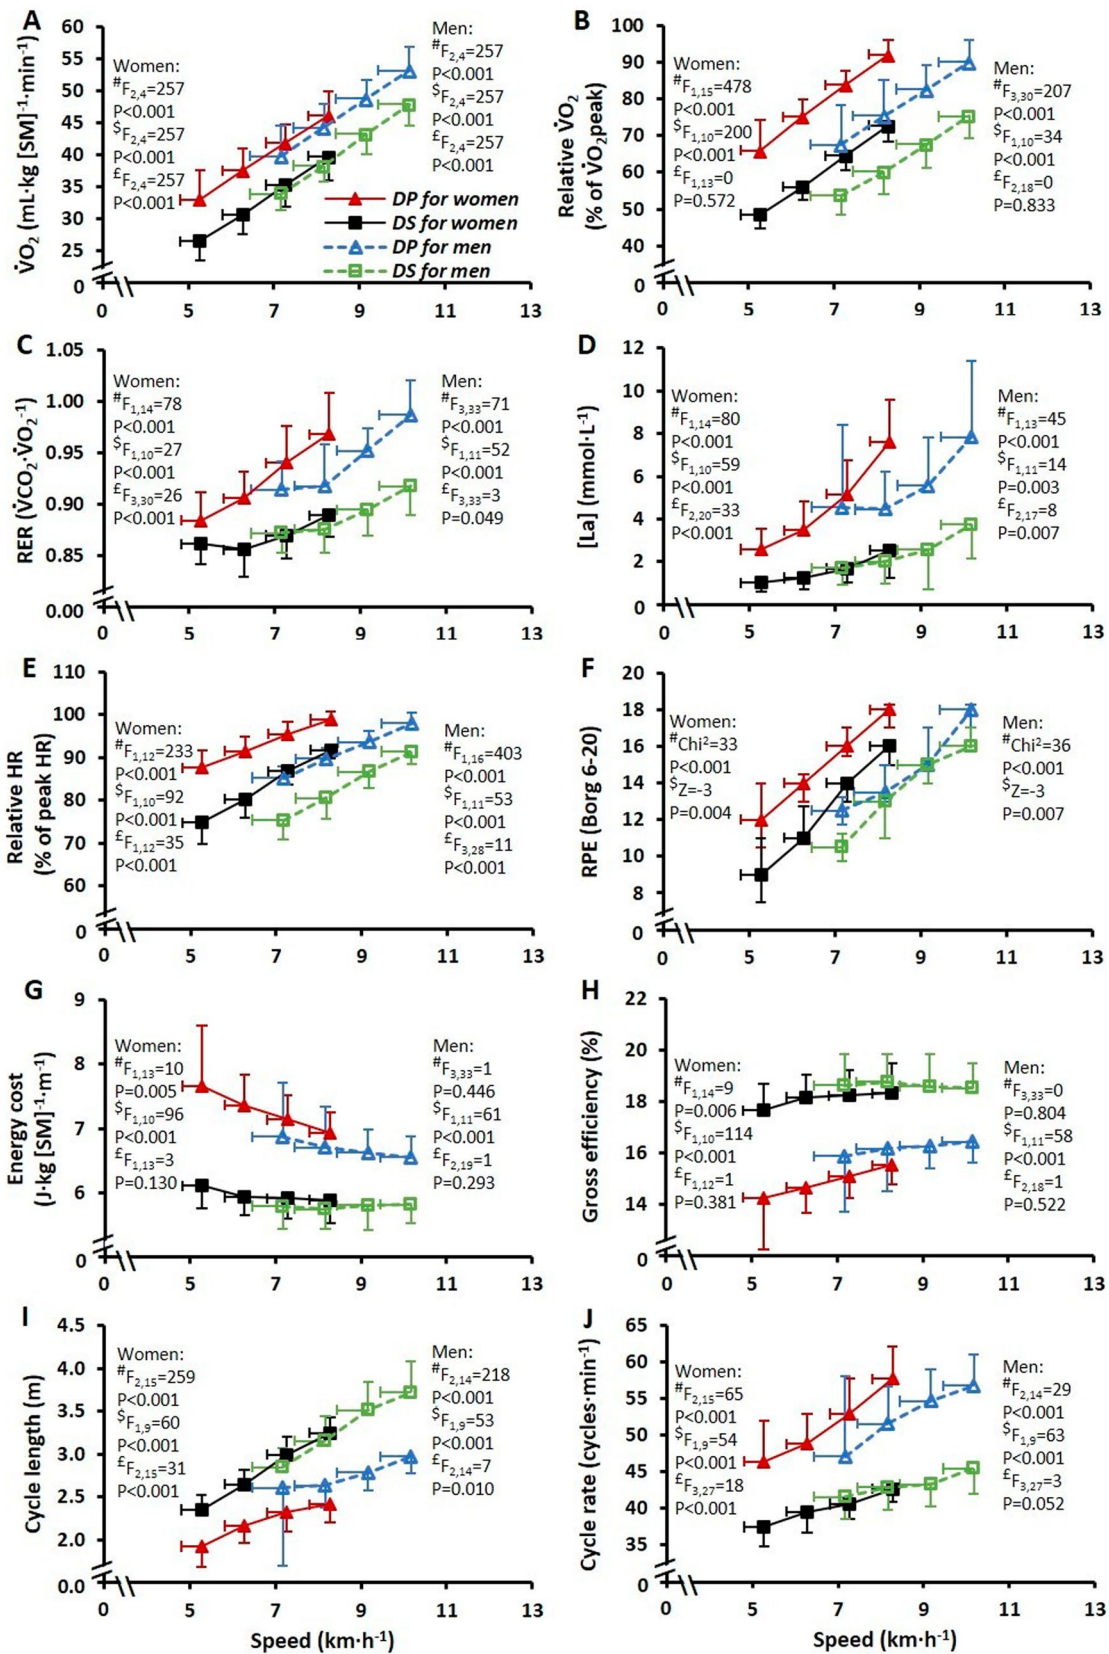 A
V̇O2 (mL·kg [SM]-1·min-1)
60
55
50
45
40
35
30
25
0
5 7 9 11 13
Women:
#F2,4=257
P<0.001
$F2,4=257
P<0.001
£F2,4=257
P<0.001
Men:
#F2,4=257
P<0.001
$F2,4=257
P<0.001
£F2,4=257
P<0.001
DP for women
DS for women
DP for men
DS for men
B
Relative V̇O2
(% of V̇O2peak)
100
90
80
70
60
50
40
0
0 5 7 9 11 13
Women:
#F1,15=478
P<0.001
$F1,10=200
P<0.001
£F1,13=0
P=0.572
Men:
#F3,30=207
P<0.001
$F1,10=34
P<0.001
£F2,18=0
P=0.833
C
RER (V̇CO2·V̇O2-1)
1.05
1.00
0.95
0.90
0.85
0.00
0 5 7 9 11 13
Women:
#F1,14=78
P<0.001
$F1,10=27
P<0.001
£F3,30=26
P<0.001
Men:
#F3,33=71
P<0.001
$F1,11=52
P<0.001
£F3,33=3
P=0.049
D
[La] (mmol·L-1)
12
10
8
6
4
2
0
0 5 7 9 11 13
Women:
#F1,14=80
P<0.001
$F1,10=59
P<0.001
£F2,20=33
P<0.001
Men:
#F1,13=45
P<0.001
$F1,11=14
P=0.003
£F2,17=8
P=0.007
E
Relative HR
(% of peak HR)
110
100
90
80
70
60
0
0 5 7 9 11 13
Women:
#F1,12=233
P<0.001
$F1,10=92
P<0.001
£F1,12=35
P<0.001
Men:
#F1,16=403
P<0.001
$F1,11=53
P<0.001
£F3,28=11
P<0.001
F
RPE (Borg 6-20)
20
18
16
14
12
10
8
0
0 5 7 9 11 13
Women:
#Chi2=33
P<0.001
$Z=-3
P=0.004
Men:
#Chi2=36
P<0.001
$Z=-3
P=0.007
G
Energy cost
(J·kg [SM]-1·m-1)
9
8
7
6
0
0 5 7 9 11 13
Women:
#F1,13=10
P=0.005
$F1,10=96
P<0.001
£F1,13=3
P=0.130
Men:
#F3,33=1
P=0.446
$F1,11=61
P<0.001
£F2,19=1
P=0.293
H
Gross efficiency (%)
22
20
18
16
14
0
0 5 7 9 11 13
Women:
#F1,14=9
P=0.006
$F1,10=114
P<0.001
£F1,12=1
P=0.381
Men:
#F3,33=0
P=0.804
$F1,11=58
P<0.001
£F2,18=1
P=0.522
I
Cycle length (m)
4.5
4.0
3.5
3.0
2.5
2.0
0.0
0 5 7 9 11 13
Speed (km·h-1)
Women:
#F2,15=259
P<0.001
$F1,9=60
P<0.001
£F2,15=31
P<0.001
Men:
#F2,14=218
P<0.001
$F1,9=53
P<0.001
£F2,14=7
P=0.010
J
Cycle rate (cycles·min-1)
65
60
55
50
45
40
35
0
0 5 7 9 11 13
Speed (km·h-1)
Women:
#F2,15=65
P<0.001
$F1,9=54
P<0.001
£F3,27=18
P<0.001
Men:
#F2,14=29
P<0.001
$F1,9=63
P<0.001
£F3,27=3
P=0.052